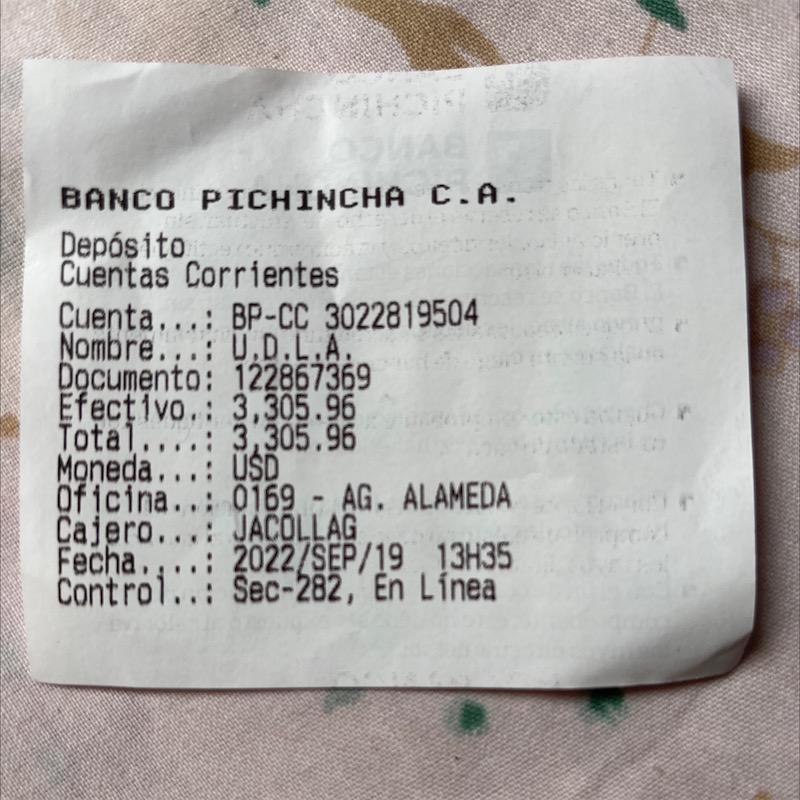 BANCO PICHINCHA C.A.
Depósito
Cuentas Corrientes
Cuenta...: BP-CC 3022819504
Nombre...: U.D.L.A.
Documento: 122867369
Efectivo.: 3,305.96
Total....: 3,305.96
Moneda...: USD
Oficina..: 0169 - AG. ALAMEDA
Cajero...: JACOLLAG
Fecha....: 2022/SEP/19 13H35
Control..: Sec-282, En Línea